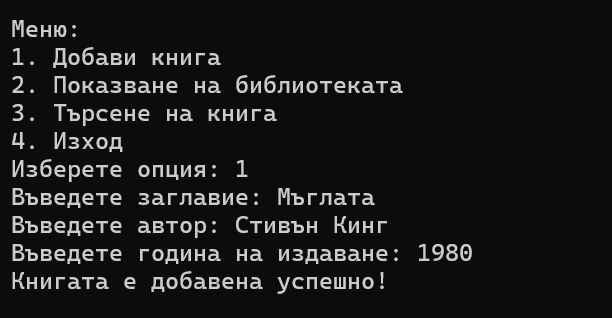 Меню:
1. Добави книга
2. Показване на библиотеката
3. Търсене на книга
4. Изход
Изберете опция: 1
Въведете заглавие: Мъглата
Въведете автор: Стивън Кинг
Въведете година на издаване: 1980
Книгата е добавена успешно!